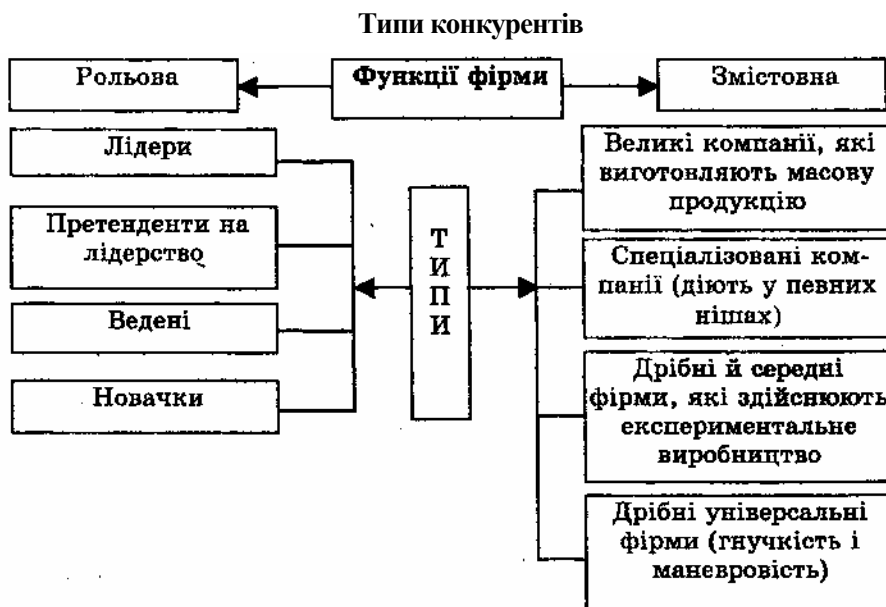 Типи конкурентів
Рольова
Функції фірми
Змістовна
Лідери
Претенденти на
лідерство
Ведені
Новачки
Т
И
П
И
Великі компанії, які
виготовляють масову
продукцію
Спеціалізовані ком-
панії (діють у певних
нішах)
Дрібні й середні
фірми, які здійснюють
експериментальне
виробництво
Дрібні універсальні
фірми (гнучкість і
маневровість)